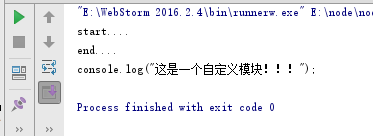 "E:\WebStorm 2016.2.4\bin\runnerw.exe" E:\node\no
start....
end....
console.log("这是一个自定义模块！！！");
Process finished with exit code 0